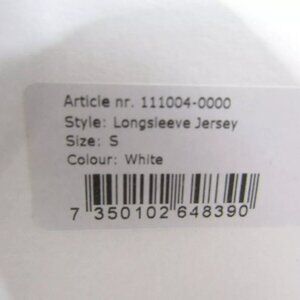 Article nr. 111004-0000
Style: Longsleeve Jersey
Size: S
Colour: White
7 350102 648390